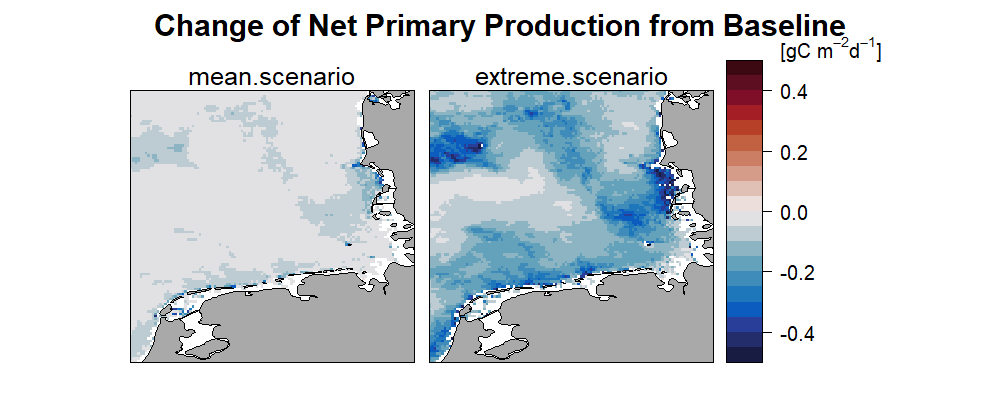 Change of Net Primary Production from Baseline
[gC m⁻²d⁻¹]
mean.scenario
extreme.scenario
0.4
0.2
0.0
-0.2
-0.4